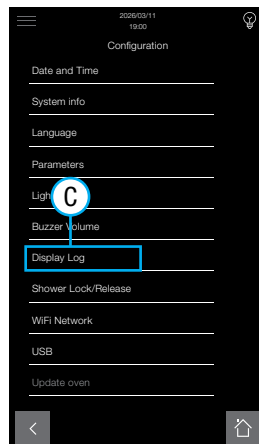 2026/03/11
19:00
Configuration
Date and Time
System info
Language
Parameters
Ligh
C
Buzzer Volume
Display Log
Shower Lock/Release
WiFi Network
USB
Update oven